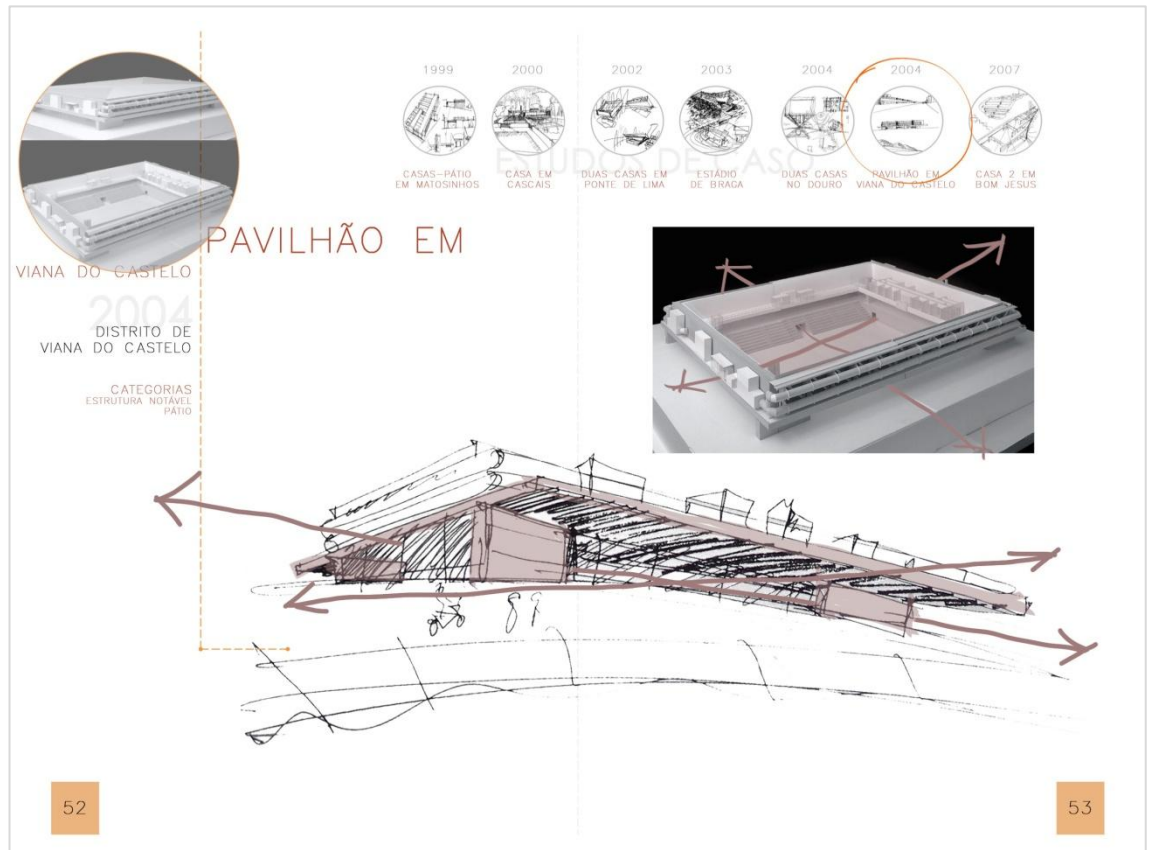 1999
2000
2002
2003
2004
2004
2007
ESTUDOS DE CASO
CASAS-PÁTIO
EM MATOSINHOS
CASA EM
CASCAIS
DUAS CASAS EM
PONTE DE LIMA
ESTÁDIO
DE BRAGA
DUAS CASAS
NO DOURO
PAVILHÃO EM
VIANA DO CASTELO
CASA 2 EM
BOM JESUS
PAVILHÃO EM
VIANA DO CASTELO
2004
DISTRITO DE
VIANA DO CASTELO
CATEGORIAS
ESTRUTURA NOTÁVEL
PÁTIO
52
53